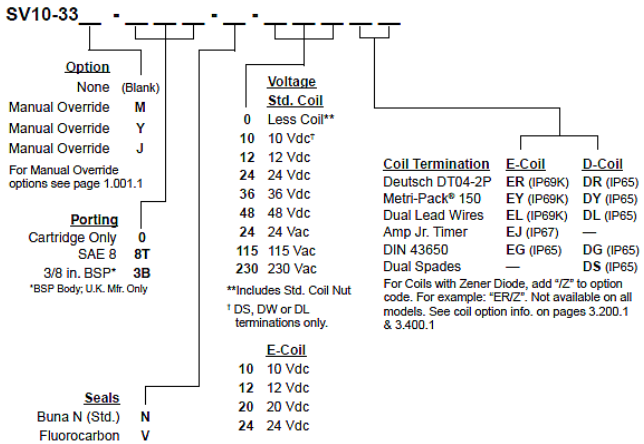 SV10-33__ - ___ - _ - ___ __
Option
None (Blank)
Manual Override M
Manual Override Y
Manual Override J
For Manual Override
options see page 1.001.1
Porting
Cartridge Only 0
SAE 8 8T
3/8 in. BSP* 3B
*BSP Body; U.K. Mfr. Only
Seals
Buna N (Std.) N
Fluorocarbon V
Voltage
Std. Coil
0 Less Coil**
10 10 Vdc†
12 12 Vdc
24 24 Vdc
36 36 Vdc
48 48 Vdc
24 24 Vac
115 115 Vac
230 230 Vac
**Includes Std. Coil Nut
† DS, DW or DL
terminations only.
E-Coil
10 10 Vdc
12 12 Vdc
20 20 Vdc
24 24 Vdc
Coil Termination E-Coil D-Coil
Deutsch DT04-2P ER (IP69K) DR (IP65)
Metri-Pack® 150 EY (IP69K) DY (IP65)
Dual Lead Wires EL (IP69K) DL (IP65)
Amp Jr. Timer EJ (IP67) —
DIN 43650 EG (IP65) DG (IP65)
Dual Spades — DS (IP65)
For Coils with Zener Diode, add “/Z” to option
code. For example: “ER/Z”. Not available on all
models. See coil option info. on pages 3.200.1
& 3.400.1